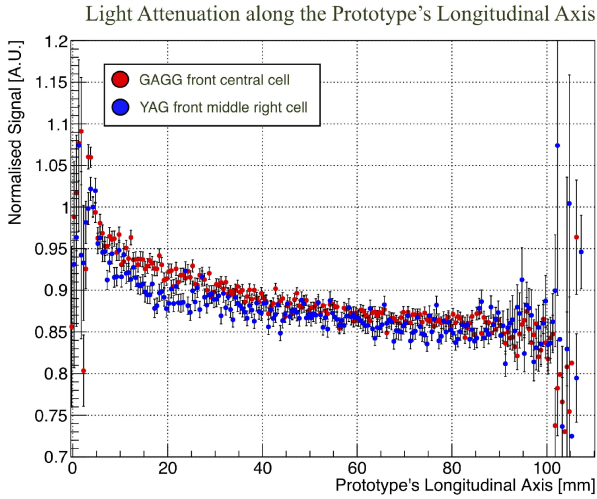 Light Attenuation along the Prototype's Longitudinal Axis
Normalised Signal [A.U.]
1.2
1.15
1.1
1.05
1
0.95
0.9
0.85
0.8
0.75
0.7
GAGG front central cell
YAG front middle right cell
0 20 40 60 80 100
Prototype's Longitudinal Axis [mm]